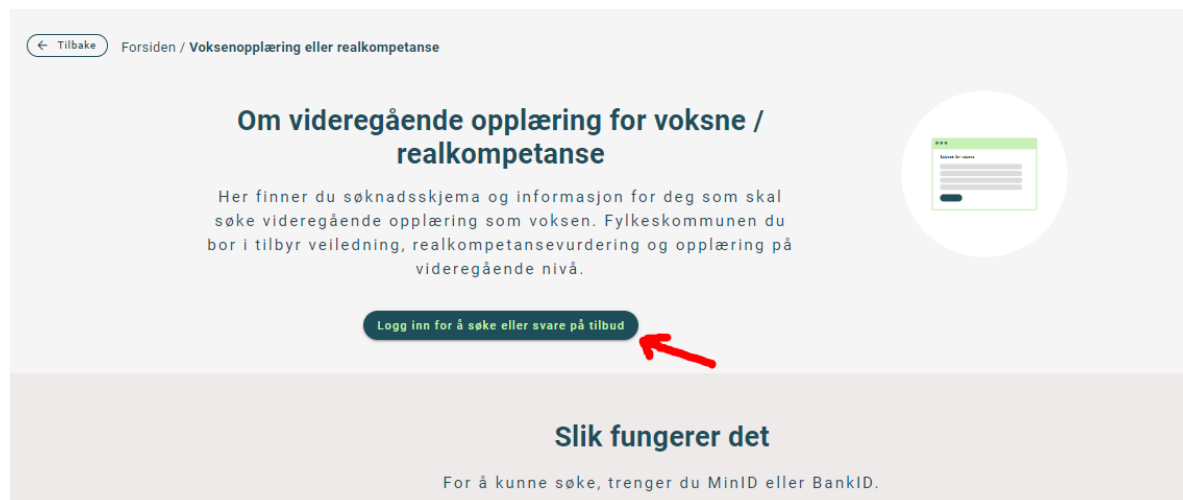 ← Tilbake Forsiden / Voksenopplæring eller realkompetanse
Om videregående opplæring for voksne /
realkompetanse
Her finner du søknadsskjema og informasjon for deg som skal
søke videregående opplæring som voksen. Fylkeskommunen du
bor i tilbyr veiledning, realkompetansevurdering og opplæring på
videregående nivå.
Logg inn for å søke eller svare på tilbud
Slik fungerer det
For å kunne søke, trenger du MinID eller BankID.